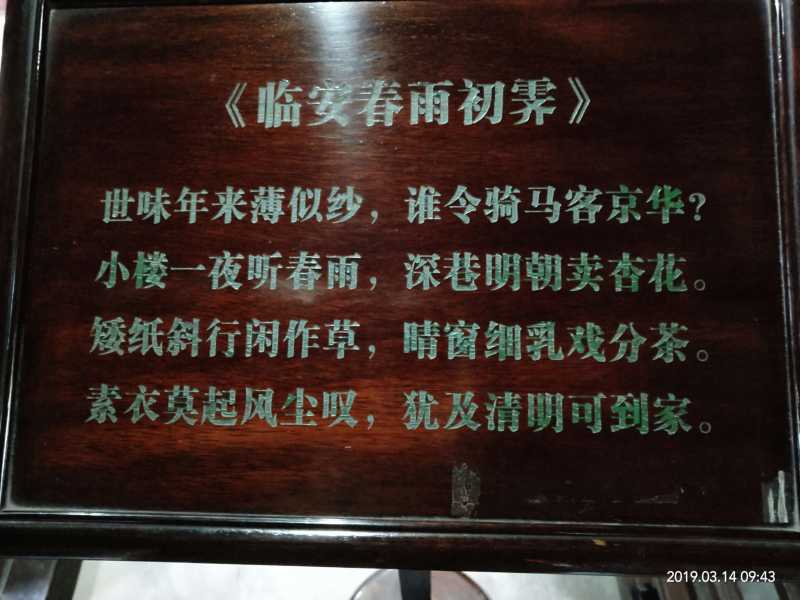 《临安春雨初霁》
世味年来薄似纱，谁令骑马客京华？
小楼一夜听春雨，深巷明朝卖杏花。
矮纸斜行闲作草，晴窗细乳戏分茶。
素衣莫起风尘叹，犹及清明可到家。
2019.03.14 09:43